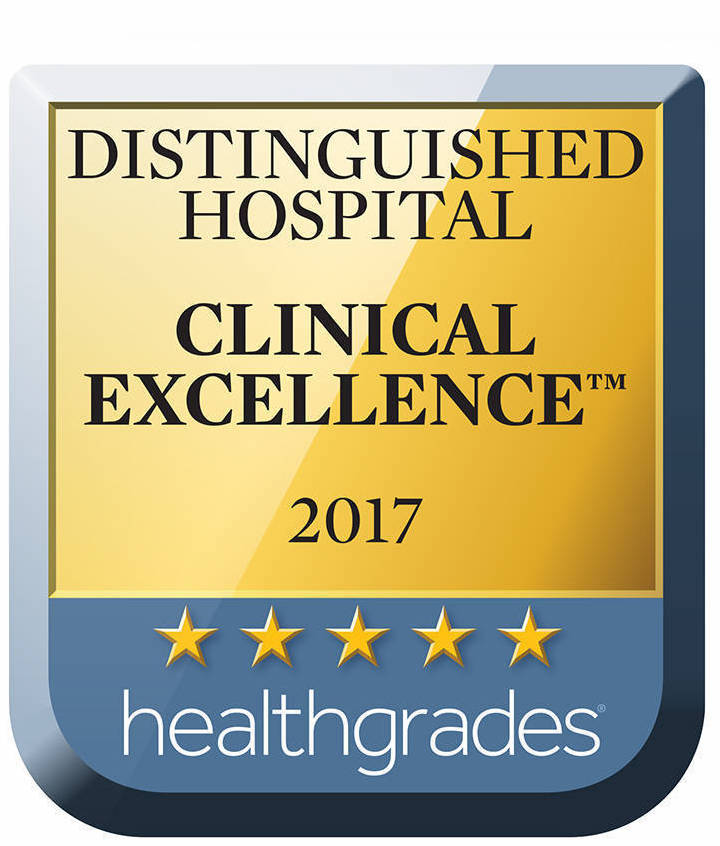 DISTINGUISHED
HOSPITAL
CLINICAL
EXCELLENCE™
2017
healthgrades®